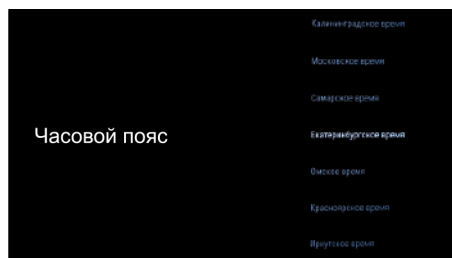 Калининградское время
Московское время
Самарское время
Часовой пояс
Екатеринбургское время
Омское время
Красноярское время
Иркутское время